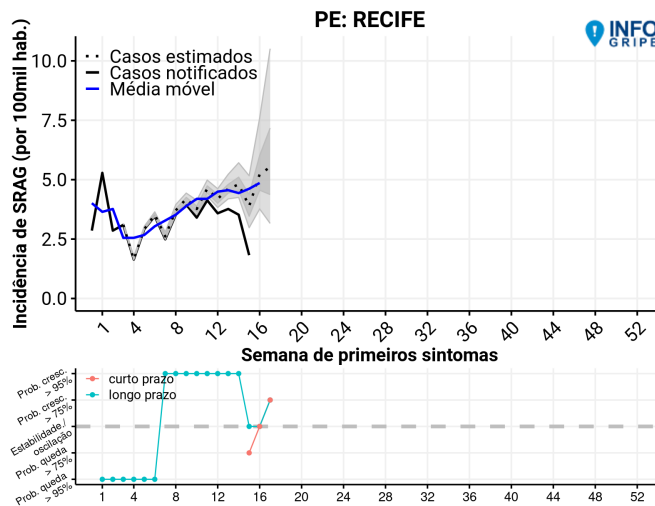 PE: RECIFE
INFO
GRIPE
Incidência de SRAG (por 100mil hab.)
10.0
7.5
5.0
2.5
0.0
Casos estimados
Casos notificados
Média móvel
1 4 8 12 16 20 24 28 32 36 40 44 48 52
Semana de primeiros sintomas
Prob. cresc.
> 95%
Prob. cresc.
> 75%
Estabilidade/
oscilação
Prob. queda
> 75%
Prob. queda
> 95%
curto prazo
longo prazo
1 4 8 12 16 20 24 28 32 36 40 44 48 52